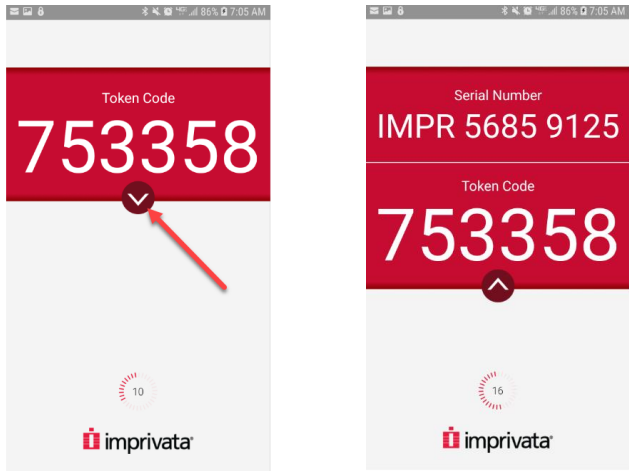 86% 7:05 AM
Token Code
753358
10
imprivata
86% 7:05 AM
Serial Number
IMPR 5685 9125
Token Code
753358
16
imprivata